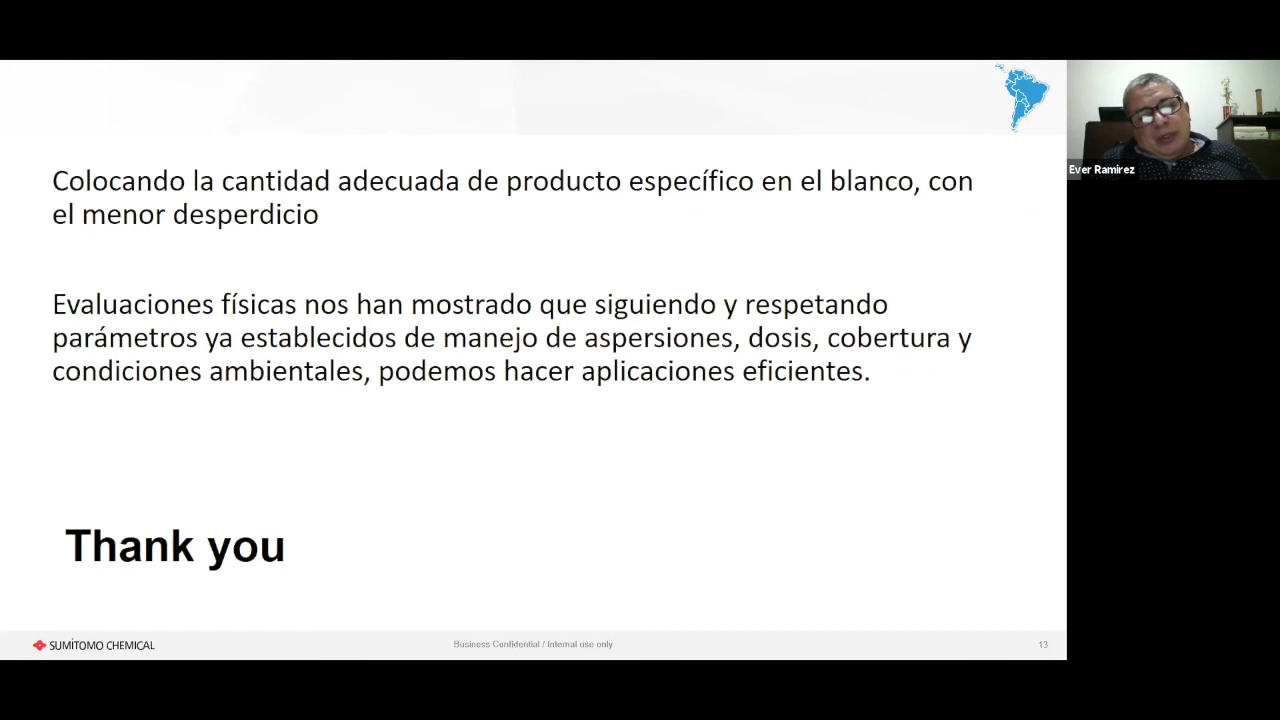 Colocando la cantidad adecuada de producto específico en el blanco, con
el menor desperdicio
Evaluaciones físicas nos han mostrado que siguiendo y respetando
parámetros ya establecidos de manejo de aspersiones, dosis, cobertura y
condiciones ambientales, podemos hacer aplicaciones eficientes.
Thank you
SUMİTOMO CHEMICAL
Business Confidential / Internal use only
13
Ever Ramirez